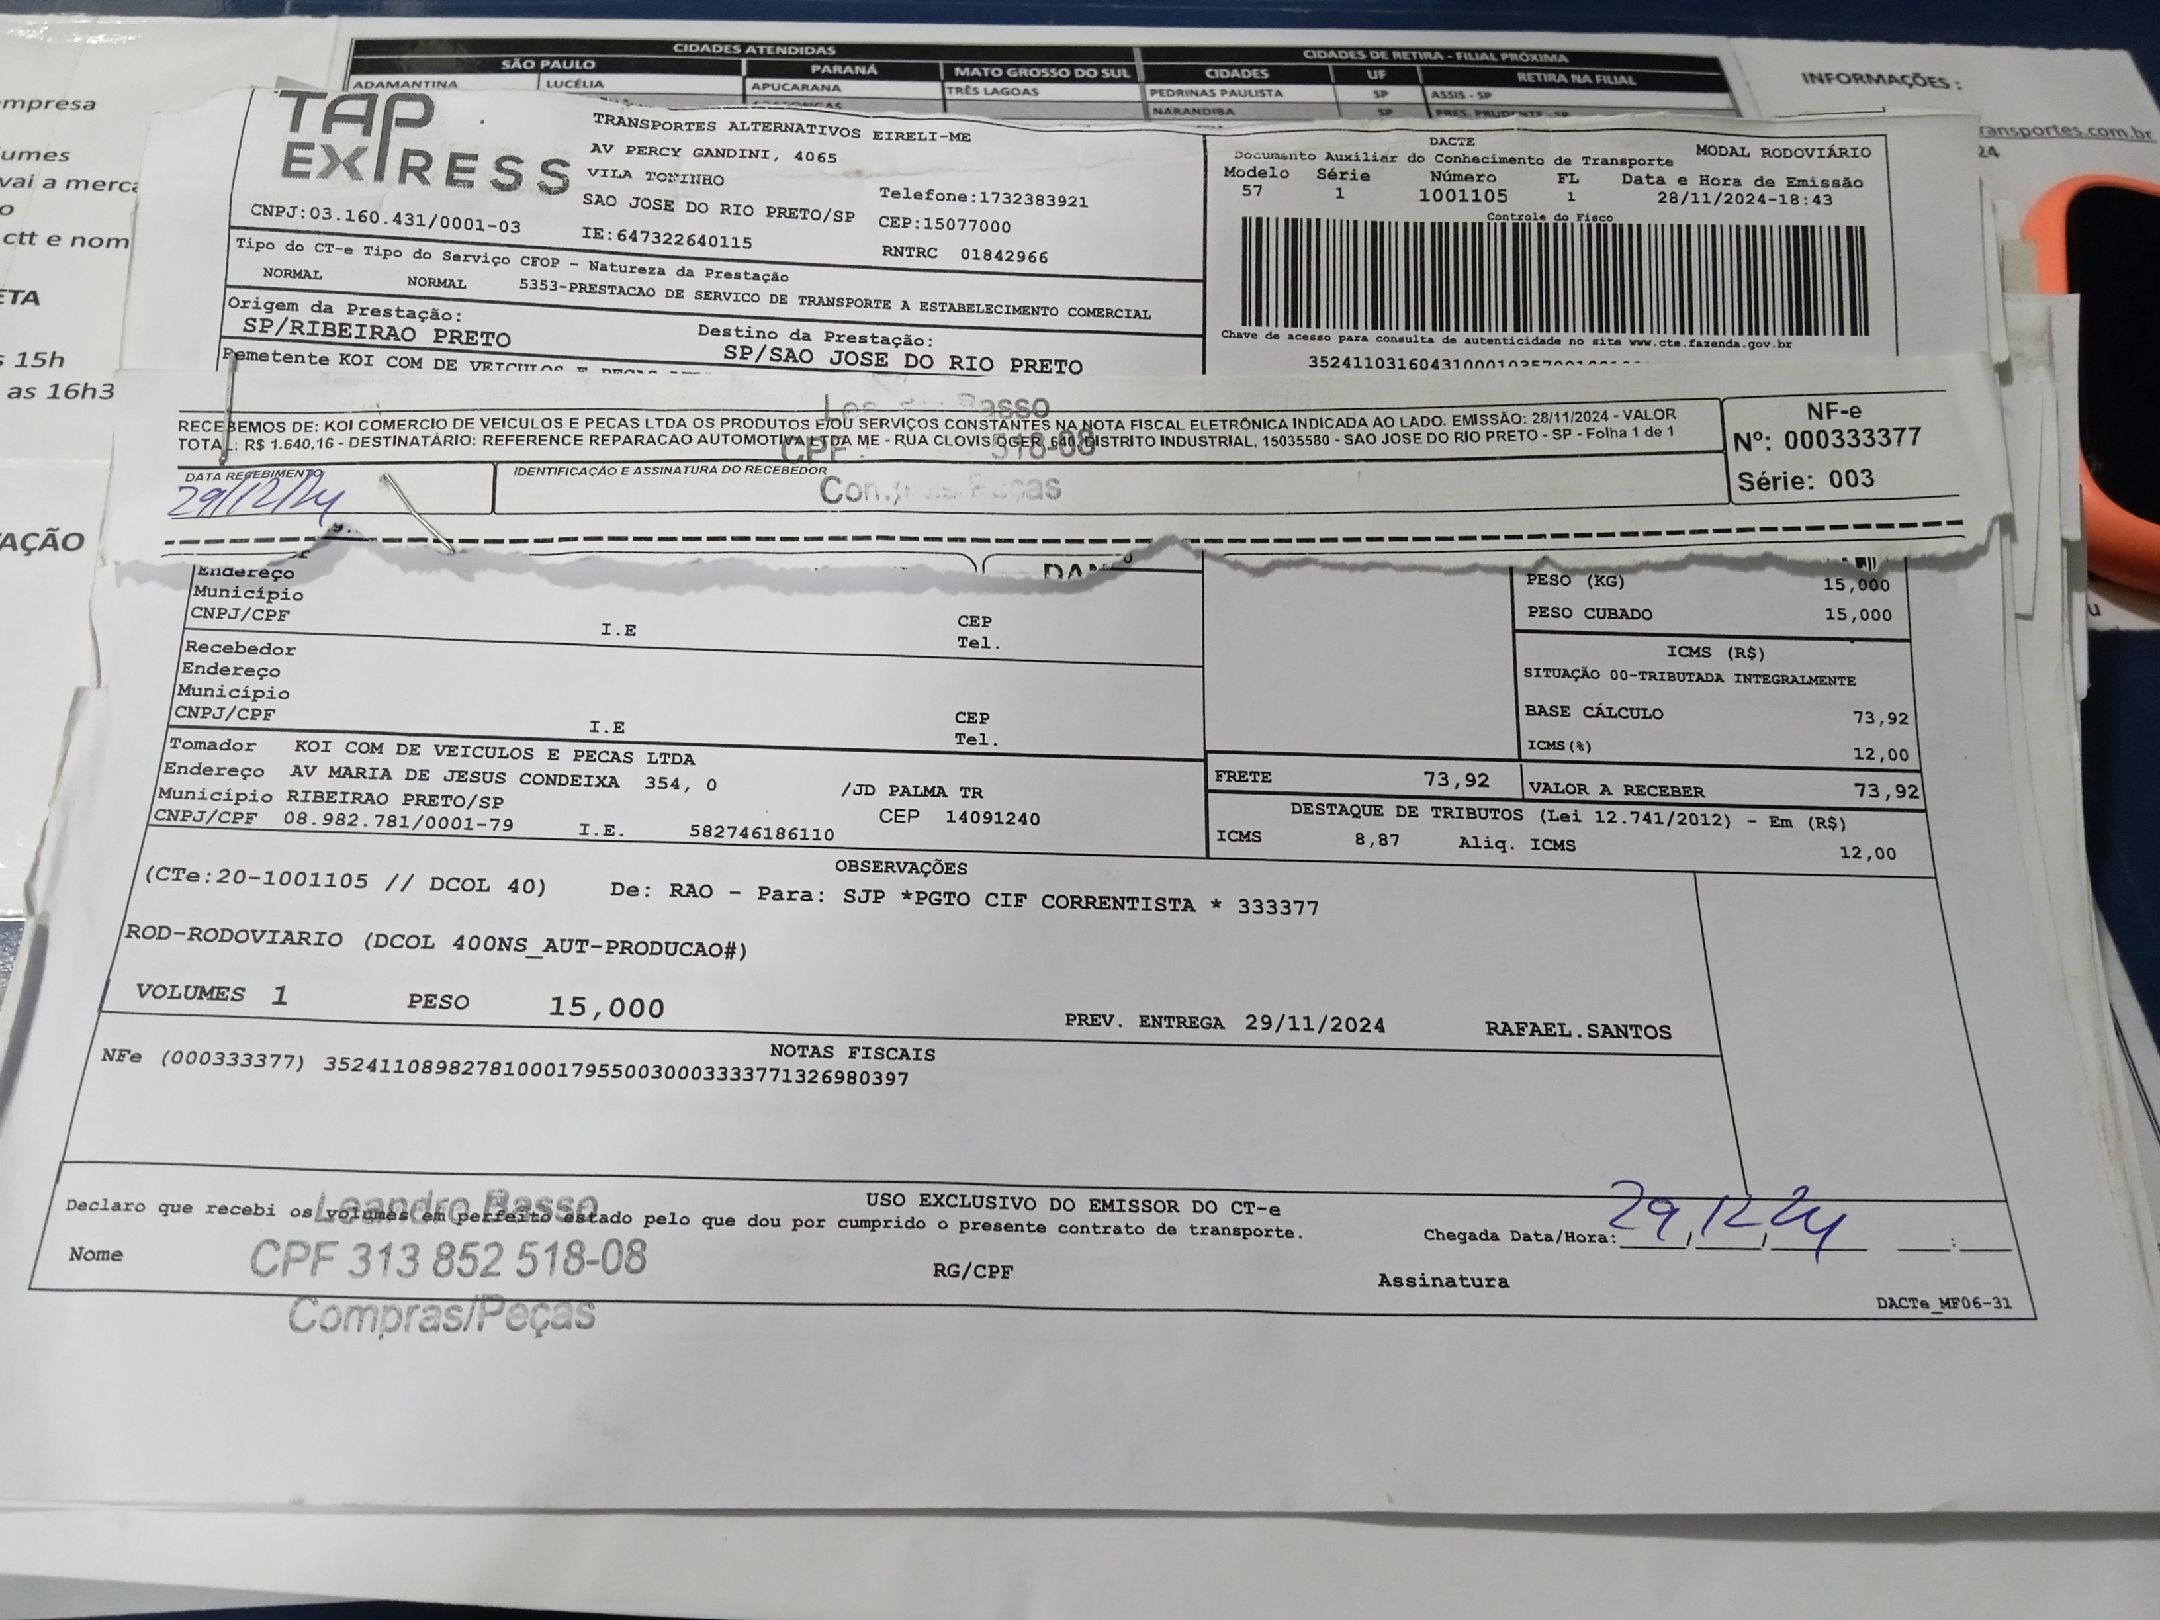 CIDADES ATENDIDAS
SÃO PAULO PARANÁ MATO GROSSO DO SUL
ADAMANTINA LUCÉLIA APUCARANA TRÊS LAGOAS
CIDADES DE RETIRA - FILIAL PRÓXIMA
CIDADES UF RETIRA NA FILIAL
PEDRINAS PAULISTA SP ASSIS - SP
NARANDIBA SP PRES. PRUDENTE - SP
INFORMAÇÕES :
ransportes.com.br
24
mpresa
umes
vai a merca
o
ctt e nom
ETA
15h
as 16h3
AÇÃO
TAP EXPRESS
CNPJ:03.160.431/0001-03
TRANSPORTES ALTERNATIVOS EIRELI-ME
AV PERCY GANDINI, 4065
VILA TONINHO
SAO JOSE DO RIO PRETO/SP
IE:647322640115
Telefone:1732383921
CEP:15077000
RNTRC 01842966
DACTE
Documento Auxiliar do Conhecimento de Transporte MODAL RODOVIÁRIO
Modelo Série Número FL Data e Hora de Emissão
57 1 1001105 1 28/11/2024-18:43
Controle do Fisco
Chave de acesso para consulta de autenticidade no site www.cte.fazenda.gov.br
Tipo do CT-e Tipo do Serviço CFOP - Natureza da Prestação
NORMAL NORMAL 5353-PRESTACAO DE SERVICO DE TRANSPORTE A ESTABELECIMENTO COMERCIAL
Origem da Prestação: Destino da Prestação:
SP/RIBEIRAO PRETO SP/SAO JOSE DO RIO PRETO
Remetente KOI COM DE VEICULOS E PECAS
RECEBEMOS DE: KOI COMERCIO DE VEICULOS E PECAS LTDA OS PRODUTOS E/OU SERVIÇOS CONSTANTES NA NOTA FISCAL ELETRÔNICA INDICADA AO LADO. EMISSÃO: 28/11/2024 - VALOR
TOTAL: R$ 1.640,16 - DESTINATÁRIO: REFERENCE REPARACAO AUTOMOTIVA LTDA ME - RUA CLOVIS OGER, 640, DISTRITO INDUSTRIAL, 15035580 - SAO JOSE DO RIO PRETO - SP - Folha 1 de 1
Basso
CPF 518-08
NF-e
Nº: 000333377
Série: 003
DATA RECEBIMENTO
29/12/24
IDENTIFICAÇÃO E ASSINATURA DO RECEBEDOR
Endereço
Município CEP
CNPJ/CPF I.E Tel.
Recebedor
Endereço
Município CEP
CNPJ/CPF I.E Tel.
Tomador KOI COM DE VEICULOS E PECAS LTDA
Endereço AV MARIA DE JESUS CONDEIXA 354, 0 /JD PALMA TR
Município RIBEIRAO PRETO/SP CEP 14091240
CNPJ/CPF 08.982.781/0001-79 I.E. 582746186110
PESO (KG) 15,000
PESO CUBADO 15,000
ICMS (R$)
SITUAÇÃO 00-TRIBUTADA INTEGRALMENTE
BASE CÁLCULO 73,92
ICMS(%) 12,00
FRETE 73,92 VALOR A RECEBER 73,92
DESTAQUE DE TRIBUTOS (Lei 12.741/2012) - Em (R$)
ICMS 8,87 Aliq. ICMS 12,00
OBSERVAÇÕES
(CTe:20-1001105 // DCOL 40) De: RAO - Para: SJP *PGTO CIF CORRENTISTA * 333377
ROD-RODOVIARIO (DCOL 400NS_AUT-PRODUCAO#)
VOLUMES 1 PESO 15,000 PREV. ENTREGA 29/11/2024 RAFAEL.SANTOS
NOTAS FISCAIS
NFe (000333377) 35241108982781000179550030003333771326980397
USO EXCLUSIVO DO EMISSOR DO CT-e
Declaro que recebi os volumes em perfeito estado pelo que dou por cumprido o presente contrato de transporte.
Chegada Data/Hora: 29,12,24 :
Nome RG/CPF Assinatura
Leandro Basso
CPF 313 852 518-08
Compras/Peças
DACTe_MF06-31